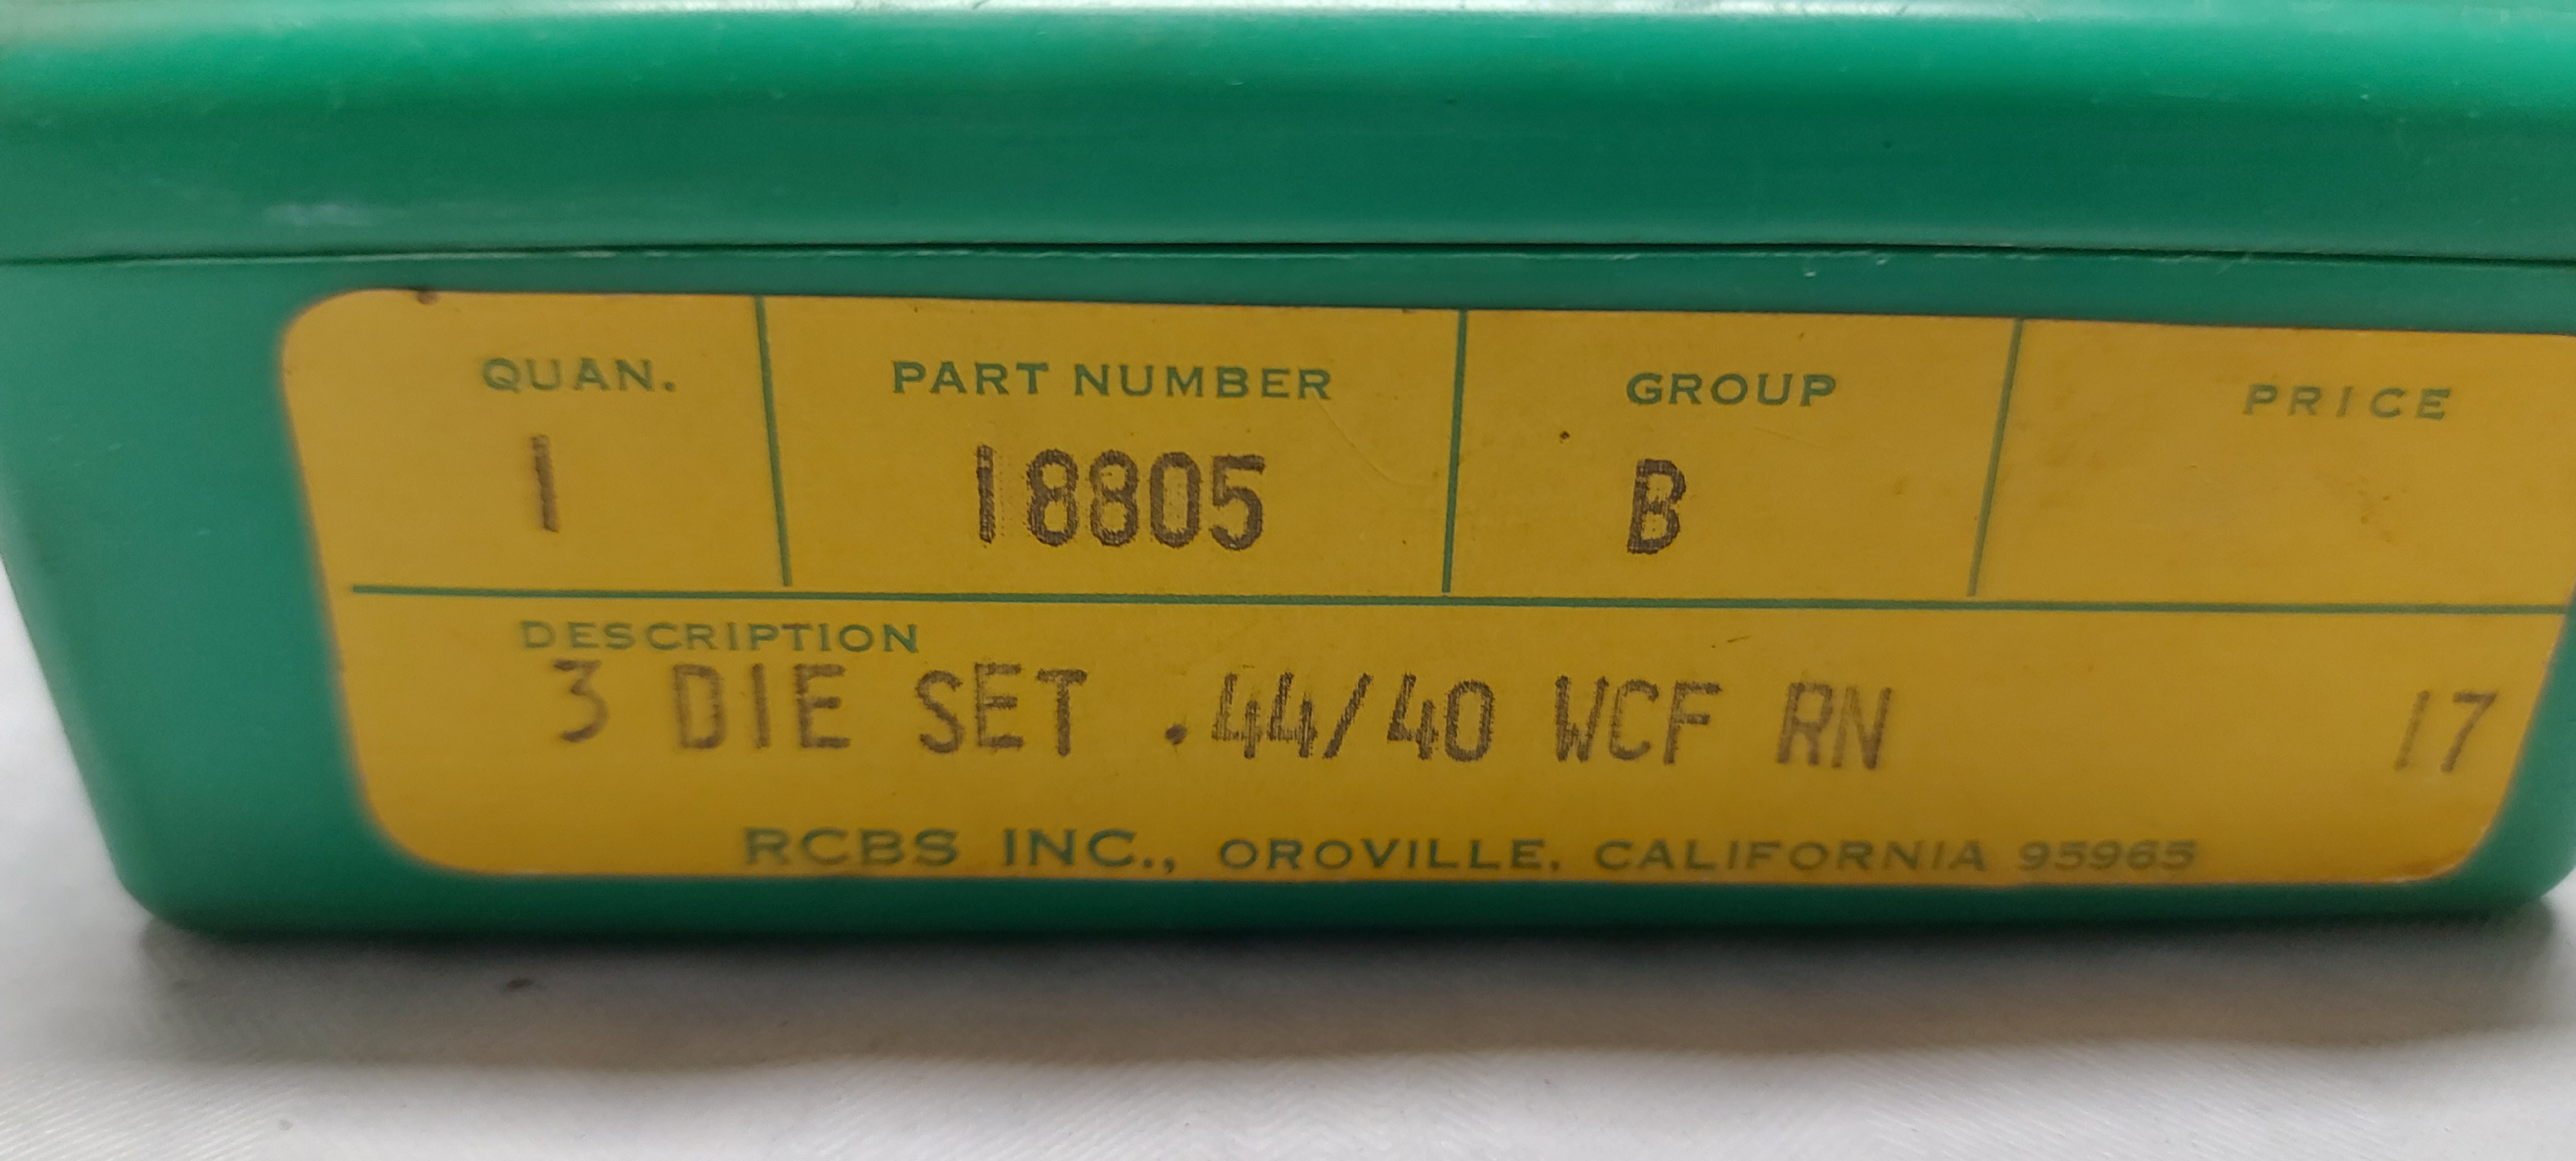 QUAN. PART NUMBER GROUP PRICE
1 18805 B
DESCRIPTION
3 DIE SET .44/40 WCF RN 17
RCBS INC., OROVILLE, CALIFORNIA 95965